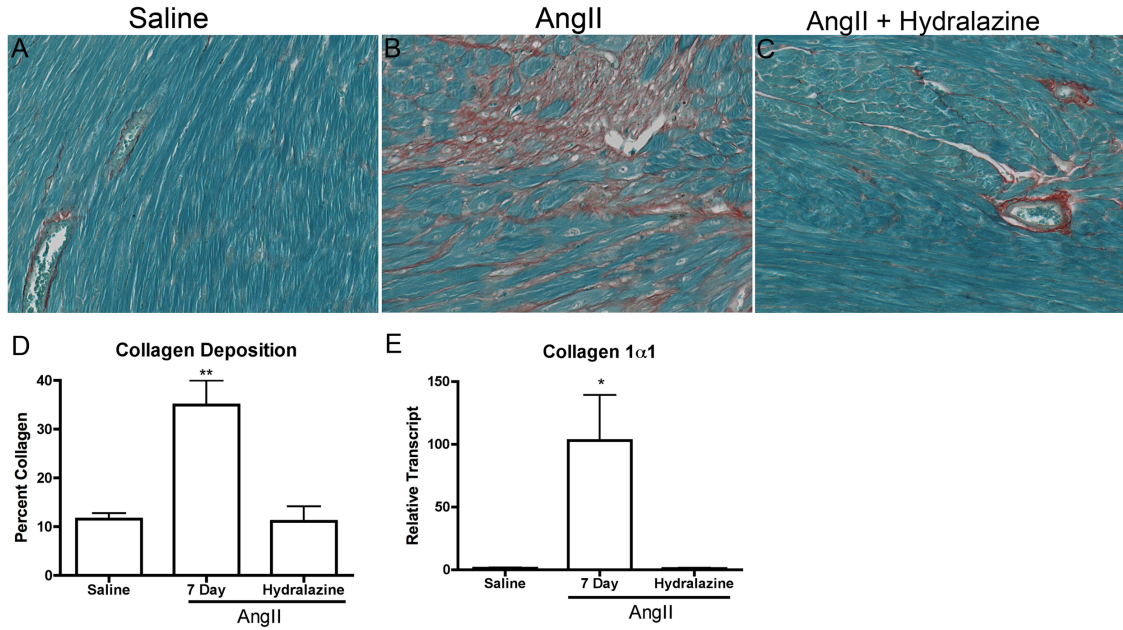 Saline AngII AngII + Hydralazine
A B C
D Collagen Deposition
Percent Collagen
40
30
20
10
0
**
Saline 7 Day Hydralazine
AngII
E Collagen 1α1
Relative Transcript
150
100
50
0
*
Saline 7 Day Hydralazine
AngII